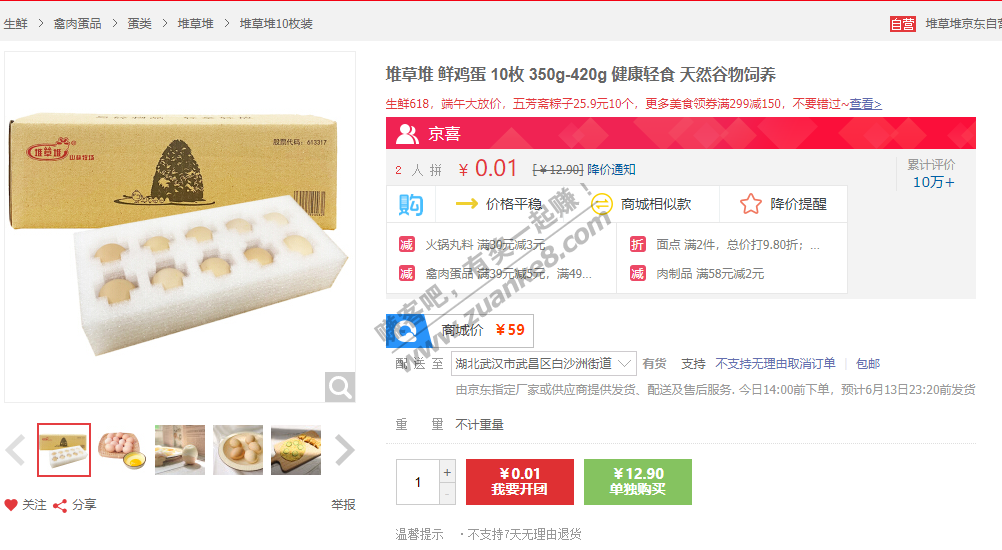 生鲜 > 禽肉蛋品 > 蛋类 > 堆草堆 > 堆草堆10枚装
自营 堆草堆京东自营
堆草堆 鲜鸡蛋 10枚 350g-420g 健康轻食 天然谷物饲养
生鲜618，端午大放价，五芳斋粽子25.9元10个，更多美食领券满299减150，不要错过~查看>
京喜
2 人 拼 ￥0.01 [￥12.90] 降价通知
累计评价
10万+
购 价格平稳 商城相似款 降价提醒
减 火锅丸料 满30元减3元
折 面点 满2件，总价打9.80折；...
减 禽肉蛋品 满39元减5元，满49...
减 肉制品 满58元减2元
商城价 ￥59
配 送 至 湖北武汉市武昌区白沙洲街道 有货 支持 不支持无理由取消订单 包邮
由京东指定厂家或供应商提供发货、配送及售后服务. 今日14:00前下单，预计6月13日23:20前发货
重 量 不计重量
1 + -
￥0.01
我要开团
￥12.90
单独购买
关注 分享 举报
温馨提示 ·不支持7天无理由退货
股票代码：613317
堆草堆
山林牧场
赚客吧，有奖一起赚！
www.zuanke8.com